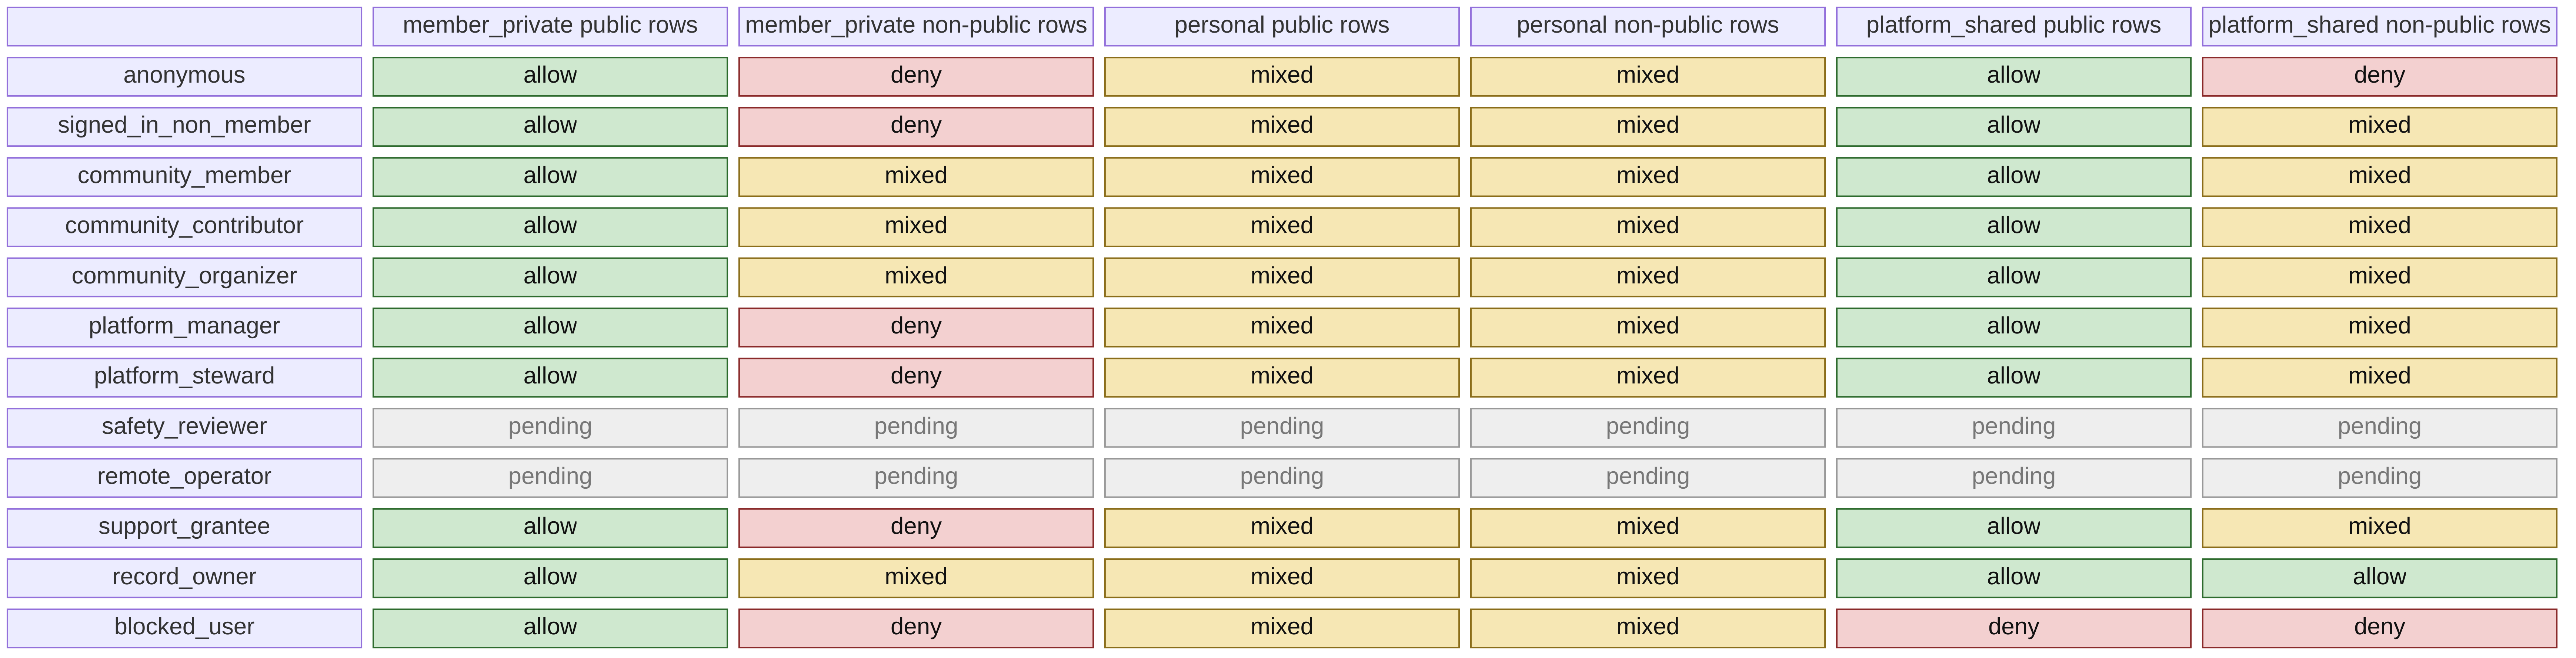 member_private public rows member_private non-public rows personal public rows personal non-public rows platform_shared public rows platform_shared non-public rows
anonymous allow deny mixed mixed allow deny
signed_in_non_member allow deny mixed mixed allow mixed
community_member allow mixed mixed mixed allow mixed
community_contributor allow mixed mixed mixed allow mixed
community_organizer allow mixed mixed mixed allow mixed
platform_manager allow deny mixed mixed allow mixed
platform_steward allow deny mixed mixed allow mixed
safety_reviewer pending pending pending pending pending pending
remote_operator pending pending pending pending pending pending
support_grantee allow deny mixed mixed allow mixed
record_owner allow mixed mixed mixed allow allow
blocked_user allow deny mixed mixed deny deny